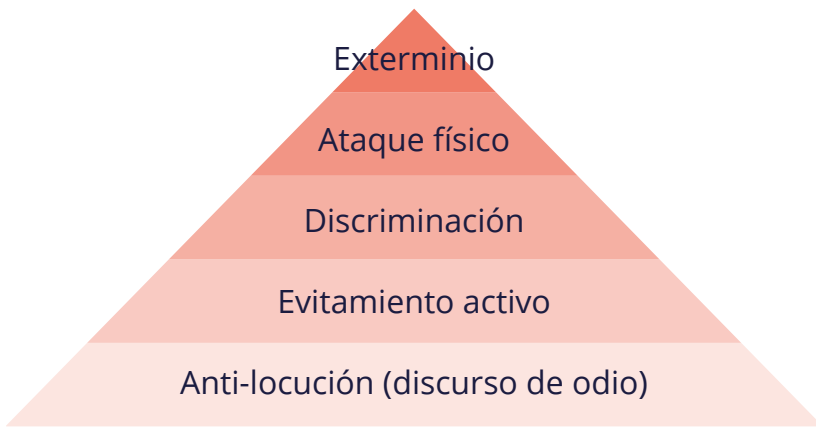 Exterminio
Ataque físico
Discriminación
Evitamiento activo
Anti-locución (discurso de odio)